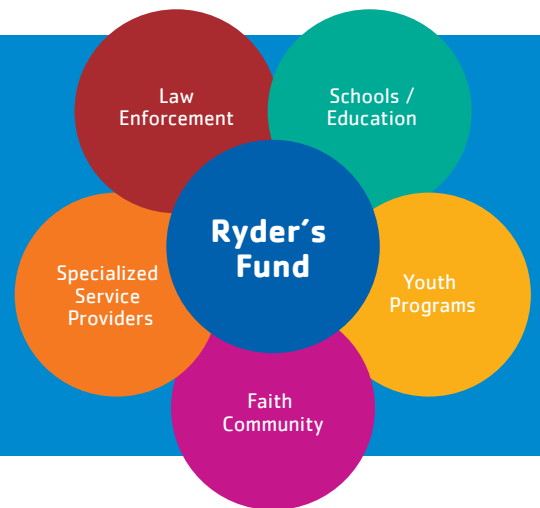 Law
Enforcement
Schools /
Education
Ryder´s
Fund
Specialized
Service
Providers
Youth
Programs
Faith
Community